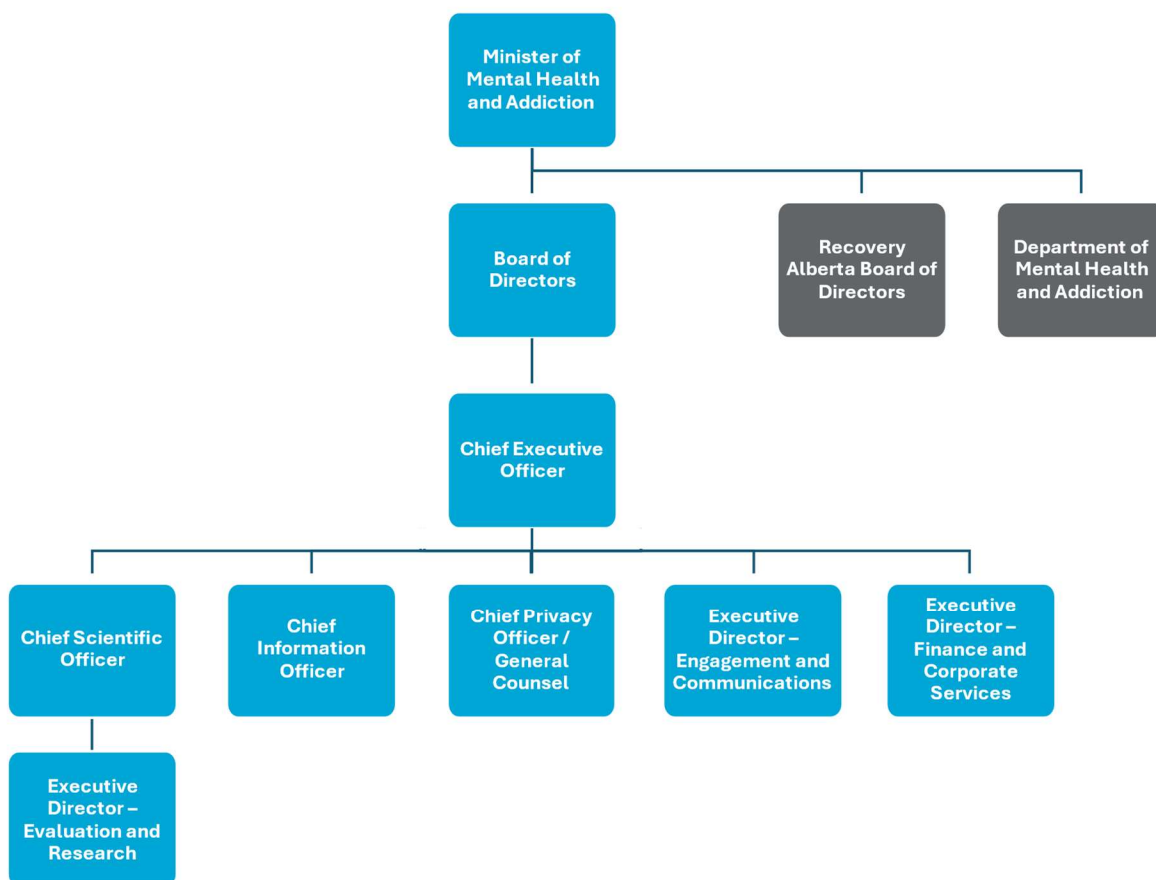 Minister of
Mental Health
and Addiction
Board of
Directors
Recovery
Alberta Board of
Directors
Department of
Mental Health
and Addiction
Chief Executive
Officer
Chief Scientific
Officer
Chief
Information
Officer
Chief Privacy
Officer /
General
Counsel
Executive
Director –
Engagement and
Communications
Executive
Director –
Finance and
Corporate
Services
Executive
Director –
Evaluation and
Research